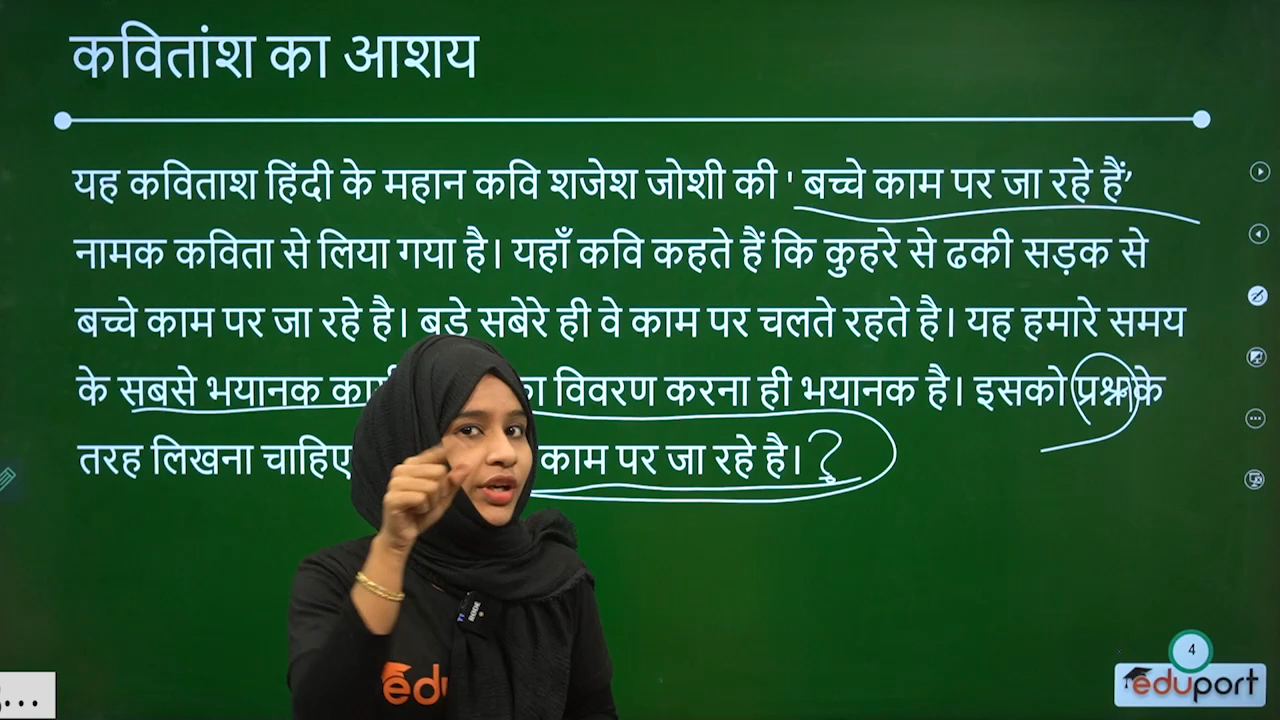 कवितांश का आशय
यह कविताश हिंदी के महान कवि शजेश जोशी की ' बच्चे काम पर जा रहे हैं’
नामक कविता से लिया गया है। यहाँ कवि कहते हैं कि कुहरे से ढकी सड़क से
बच्चे काम पर जा रहे है। बडे सबेरे ही वे काम पर चलते रहते है। यह हमारे समय
के सबसे भयानक का विवरण करना ही भयानक है। इसको प्रश्न के
तरह लिखना चाहिए काम पर जा रहे है। ?
edu
4
eduport